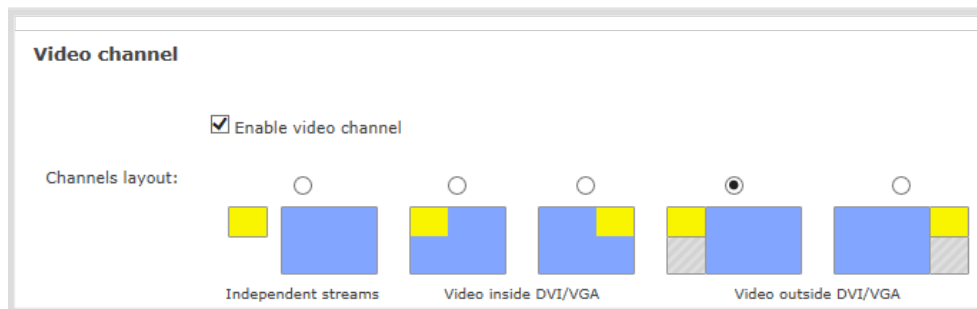 Video channel
Enable video channel
Channels layout:
Independent streams
Video inside DVI/VGA
Video outside DVI/VGA